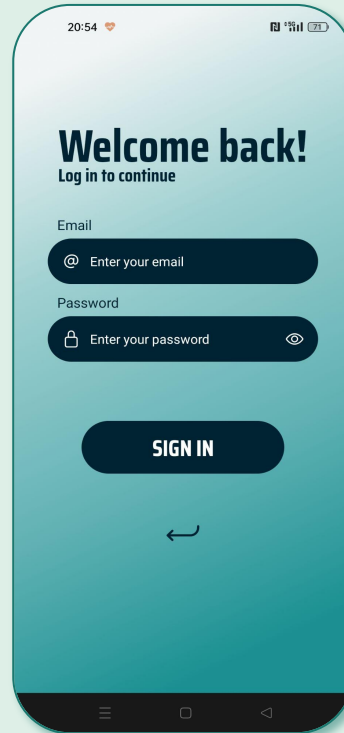 20:54
5G
71
Welcome back!
Log in to continue
Email
@ Enter your email
Password
Enter your password
SIGN IN